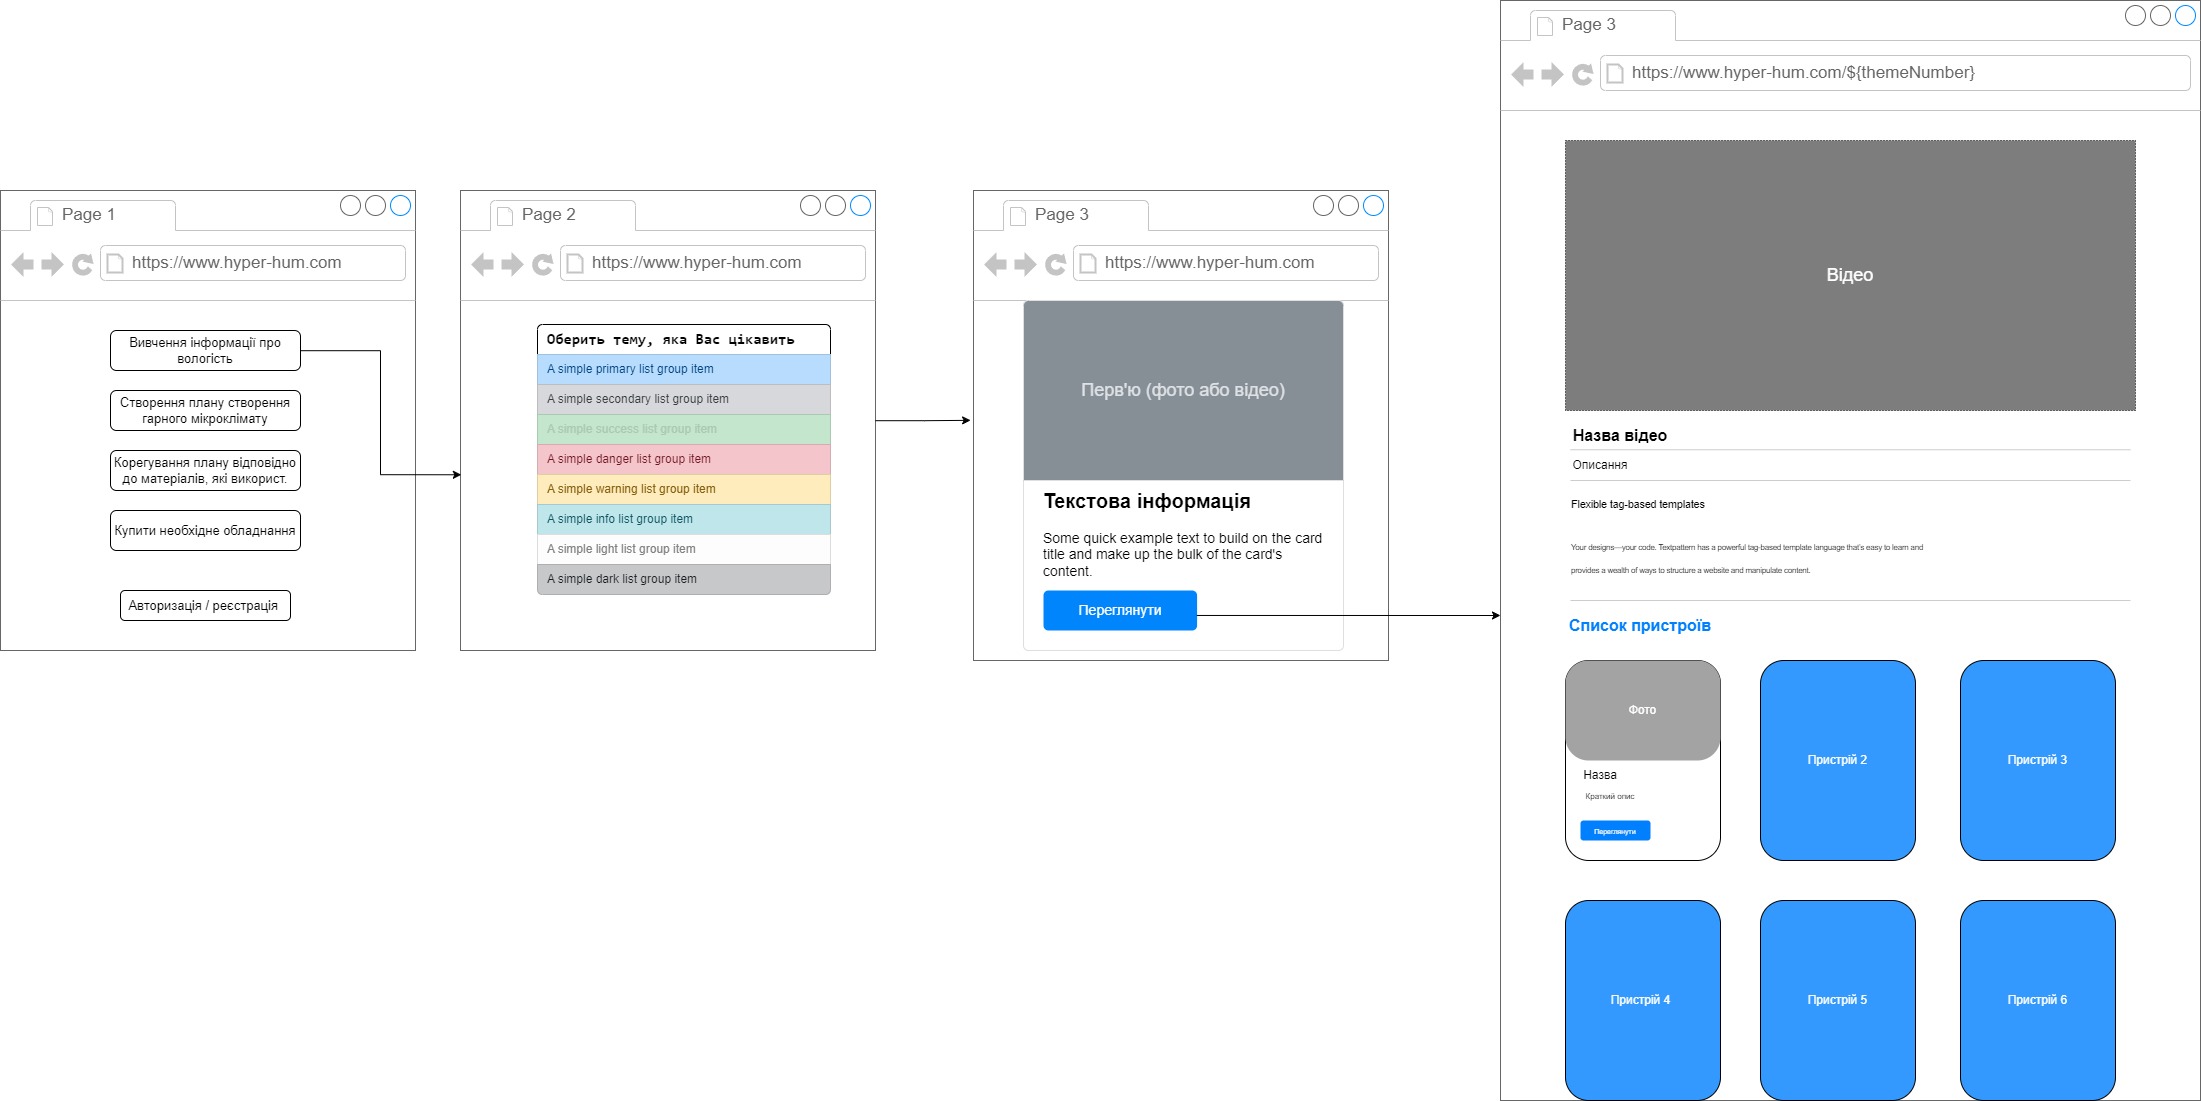 Page 1
https://www.hyper-hum.com
Вивчення інформації про
вологість
Створення плану створення
гарного мікроклімату
Корегування плану відповідно
до матеріалів, які використ.
Купити необхідне обладнання
Авторизація / реєстрація
Page 2
https://www.hyper-hum.com
Оберить тему, яка Вас цікавить
A simple primary list group item
A simple secondary list group item
A simple success list group item
A simple danger list group item
A simple warning list group item
A simple info list group item
A simple light list group item
A simple dark list group item
Page 3
https://www.hyper-hum.com
Перв'ю (фото або відео)
Текстова інформація
Some quick example text to build on the card
title and make up the bulk of the card's
content.
Переглянути
Page 3
https://www.hyper-hum.com/${themeNumber}
Відео
Назва відео
Описання
Flexible tag-based templates
Your designs—your code. Textpattern has a powerful tag-based template language that's easy to learn and
provides a wealth of ways to structure a website and manipulate content.
Список пристроїв
Фото
Назва
Краткий опис
Переглянути
Пристрій 2
Пристрій 3
Пристрій 4
Пристрій 5
Пристрій 6